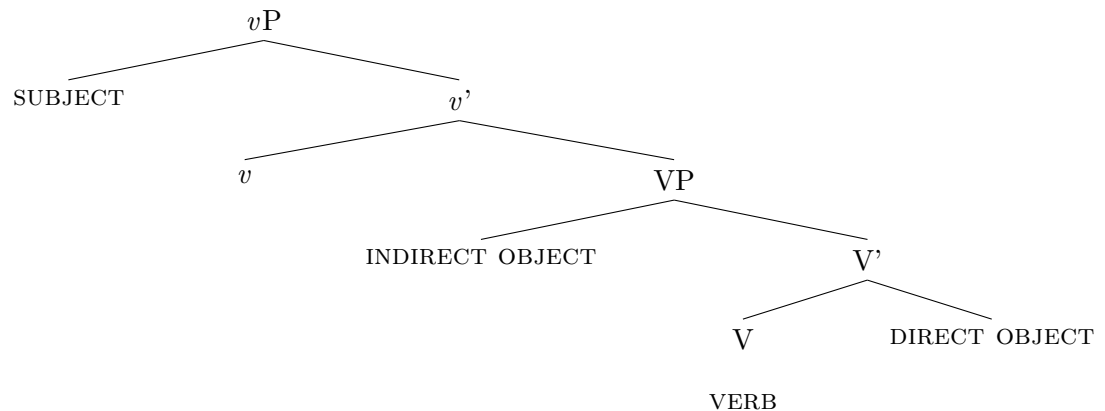 vP
SUBJECT
v'
v
VP
INDIRECT OBJECT
V'
V
DIRECT OBJECT
VERB